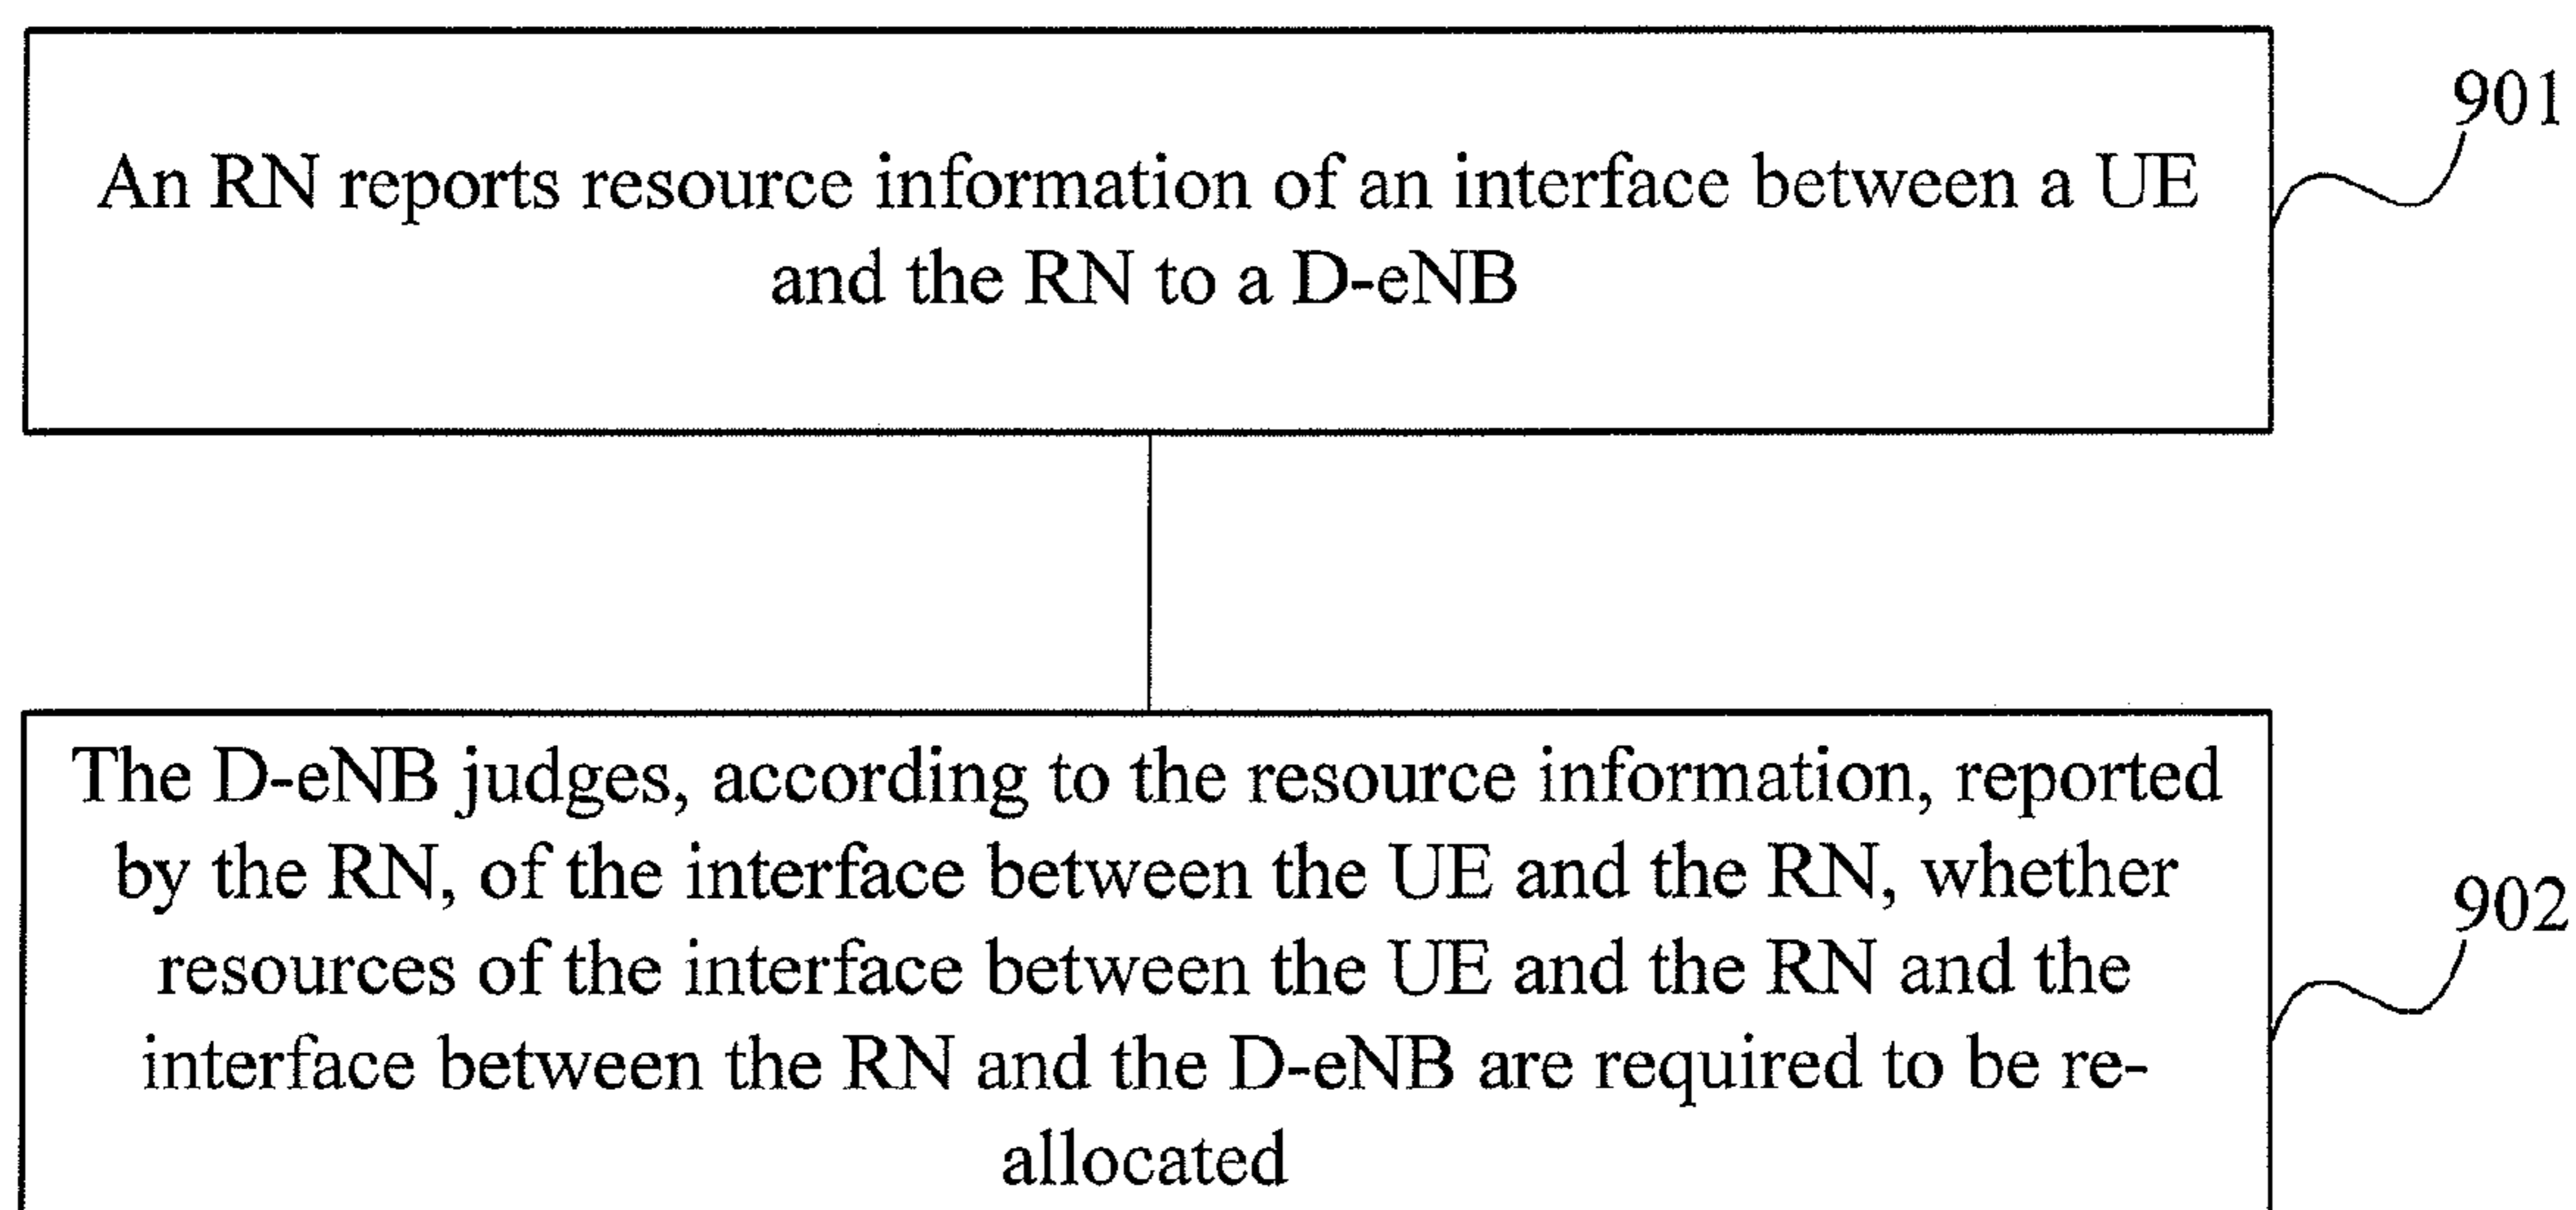 901
An RN reports resource information of an interface between a UE
and the RN to a D-eNB
The D-eNB judges, according to the resource information, reported
by the RN, of the interface between the UE and the RN, whether
902
resources of the interface between the UE and the RN and the
interface between the RN and the D-eNB are required to be re-
allocated